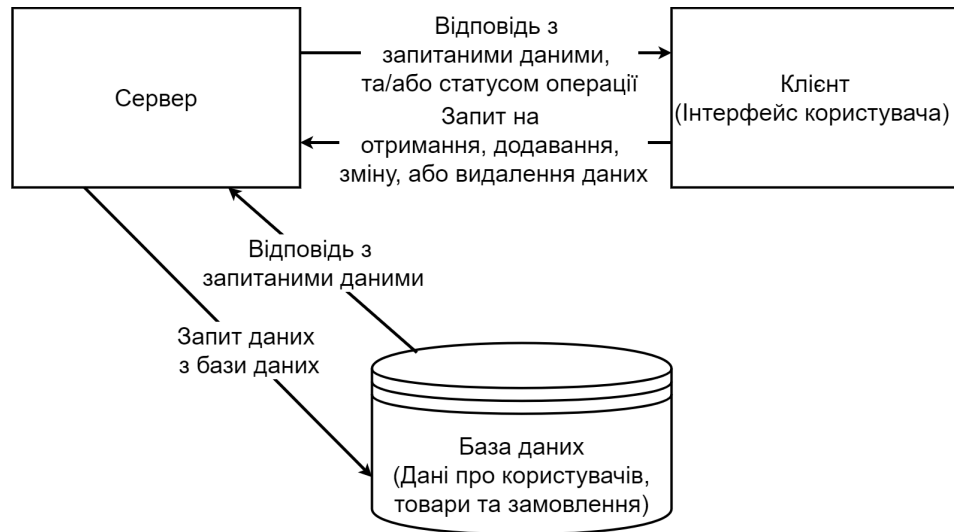 Сервер
Відповідь з
запитаними даними,
та/або статусом операції
Запит на
отримання, додавання,
зміну, або видалення даних
Клієнт
(Інтерфейс користувача)
Відповідь з
запитаними даними
Запит даних
з бази даних
База даних
(Дані про користувачів,
товари та замовлення)